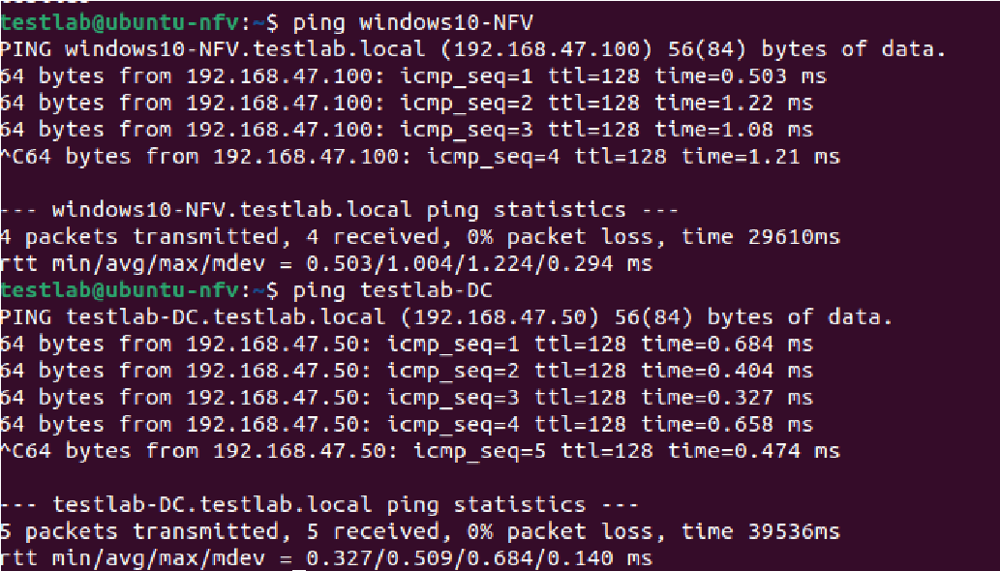 testlab@ubuntu-nfv:~$ ping windows10-NFV
PING windows10-NFV.testlab.local (192.168.47.100) 56(84) bytes of data.
64 bytes from 192.168.47.100: icmp_seq=1 ttl=128 time=0.503 ms
64 bytes from 192.168.47.100: icmp_seq=2 ttl=128 time=1.22 ms
64 bytes from 192.168.47.100: icmp_seq=3 ttl=128 time=1.08 ms
^C64 bytes from 192.168.47.100: icmp_seq=4 ttl=128 time=1.21 ms
--- windows10-NFV.testlab.local ping statistics ---
4 packets transmitted, 4 received, 0% packet loss, time 29610ms
rtt min/avg/max/mdev = 0.503/1.004/1.224/0.294 ms
testlab@ubuntu-nfv:~$ ping testlab-DC
PING testlab-DC.testlab.local (192.168.47.50) 56(84) bytes of data.
64 bytes from 192.168.47.50: icmp_seq=1 ttl=128 time=0.684 ms
64 bytes from 192.168.47.50: icmp_seq=2 ttl=128 time=0.404 ms
64 bytes from 192.168.47.50: icmp_seq=3 ttl=128 time=0.327 ms
64 bytes from 192.168.47.50: icmp_seq=4 ttl=128 time=0.658 ms
^C64 bytes from 192.168.47.50: icmp_seq=5 ttl=128 time=0.474 ms
--- testlab-DC.testlab.local ping statistics ---
5 packets transmitted, 5 received, 0% packet loss, time 39536ms
rtt min/avg/max/mdev = 0.327/0.509/0.684/0.140 ms